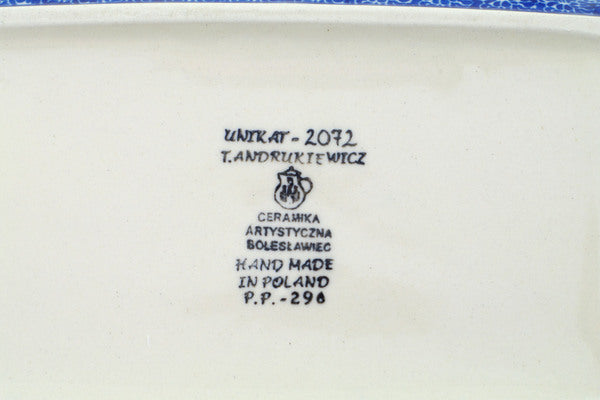 UNIKAT - 2072
T. ANDRUKIEWICZ
CERAMIKA
ARTYSTYCZNA
BOLESŁAWIEC
HAND MADE
IN POLAND
P.P. - 296